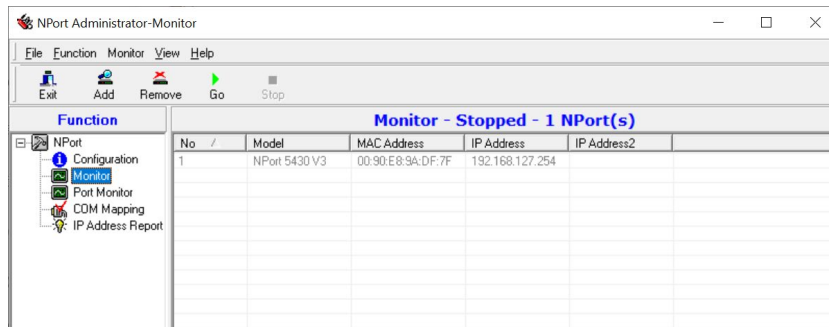 NPort Administrator-Monitor
File Function Monitor View Help
Exit Add Remove Go Stop
Function
Monitor - Stopped - 1 NPort(s)
NPort
Configuration
Monitor
Port Monitor
COM Mapping
IP Address Report
No Model MAC Address IP Address IP Address2
1 NPort 5430 V3 00:90:E8:9A:DF:7F 192.168.127.254